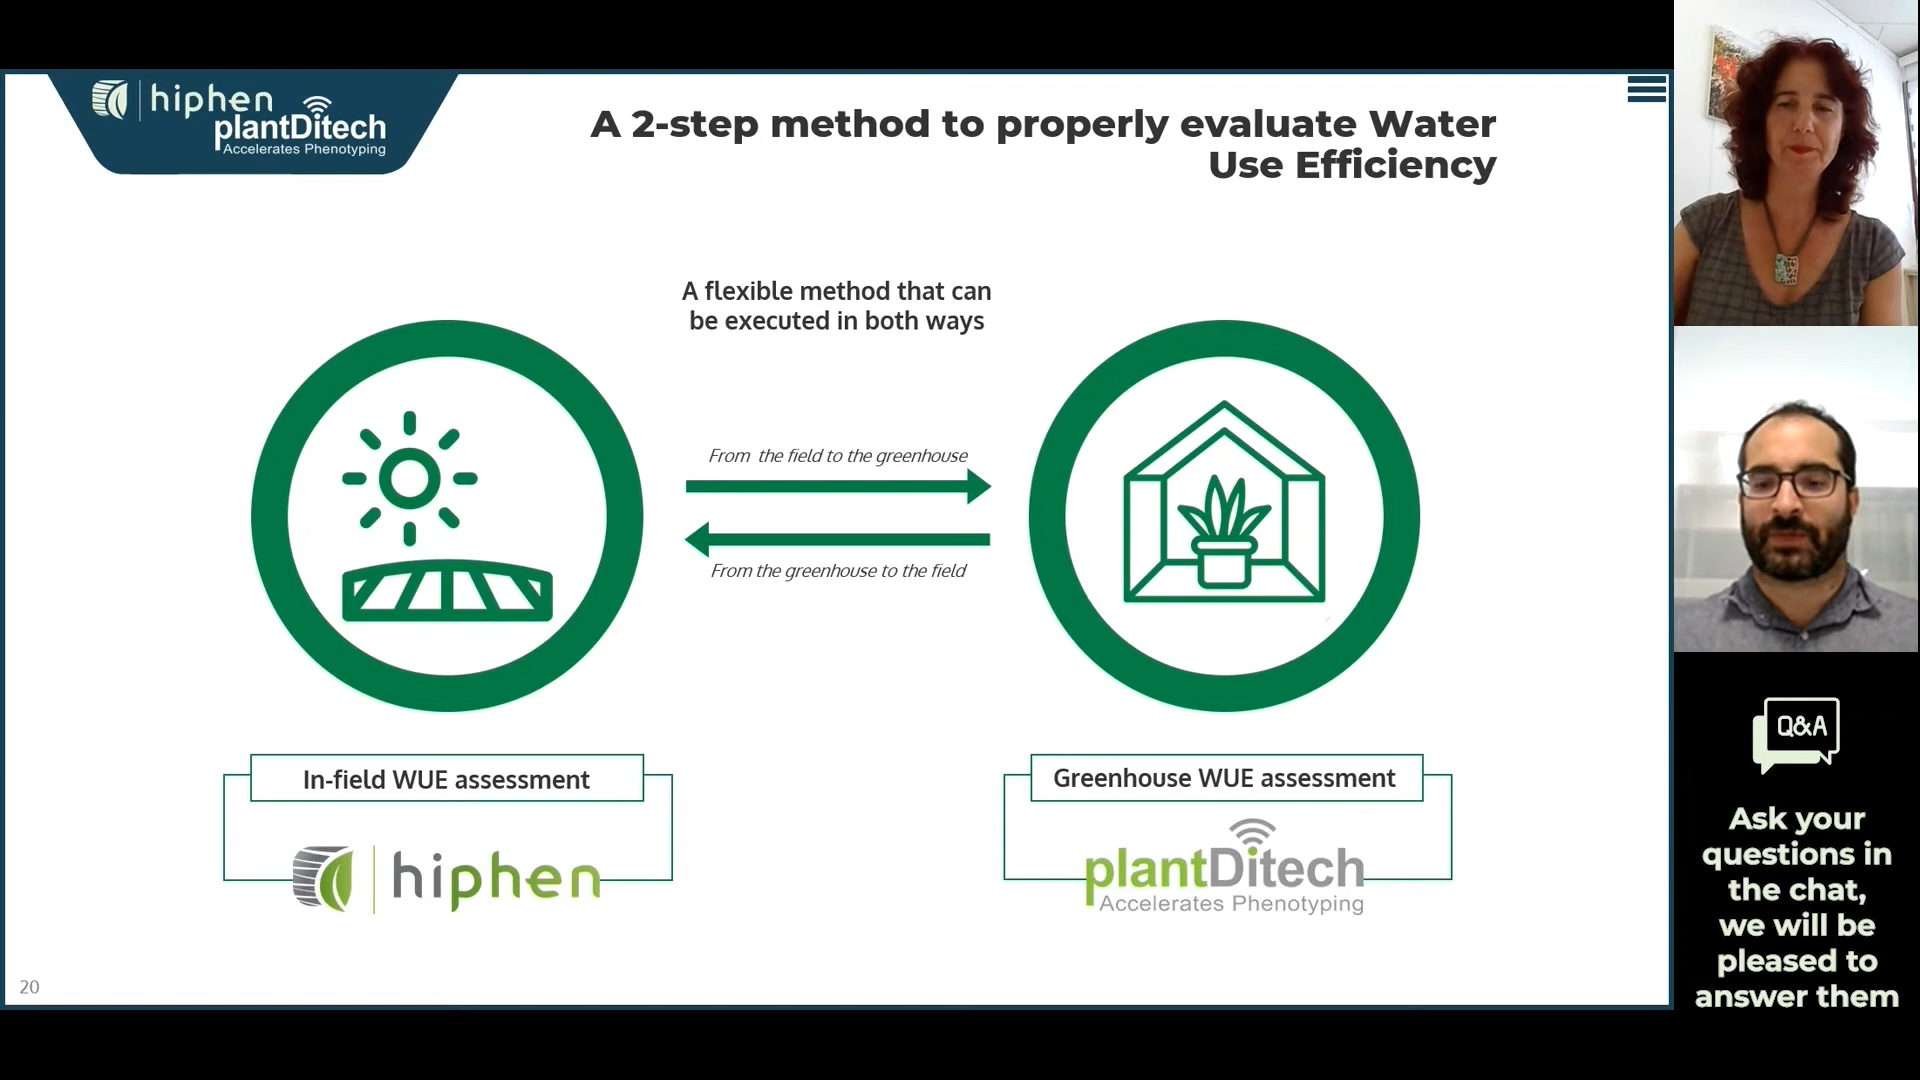 hiphen
plantDitech
Accelerates Phenotyping
A 2-step method to properly evaluate Water
Use Efficiency
A flexible method that can
be executed in both ways
From the field to the greenhouse
From the greenhouse to the field
In-field WUE assessment
hiphen
Greenhouse WUE assessment
plantDitech
Accelerates Phenotyping
20
Q&A
Ask your
questions in
the chat,
we will be
pleased to
answer them